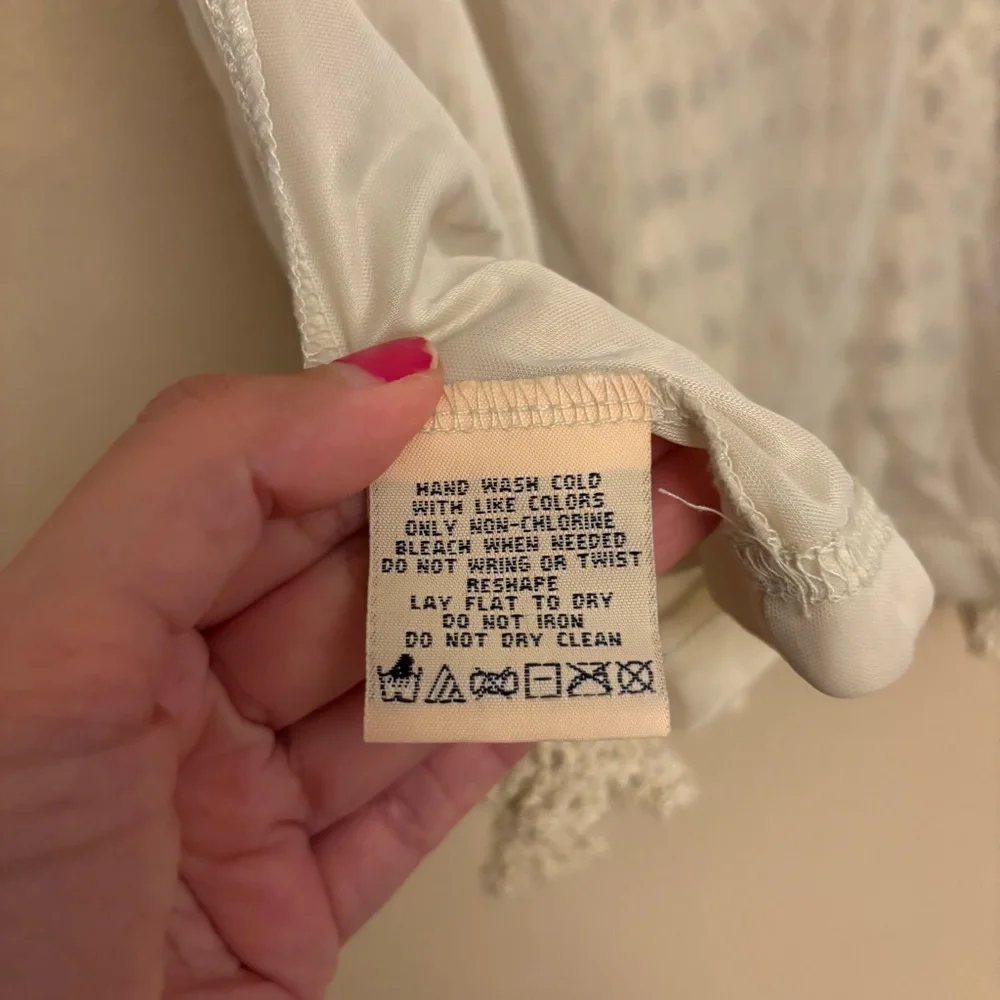 HAND WASH COLD
WITH LIKE COLORS
ONLY NON-CHLORINE
BLEACH WHEN NEEDED
DO NOT WRING OR TWIST
RESHAPE
LAY FLAT TO DRY
DO NOT IRON
DO NOT DRY CLEAN